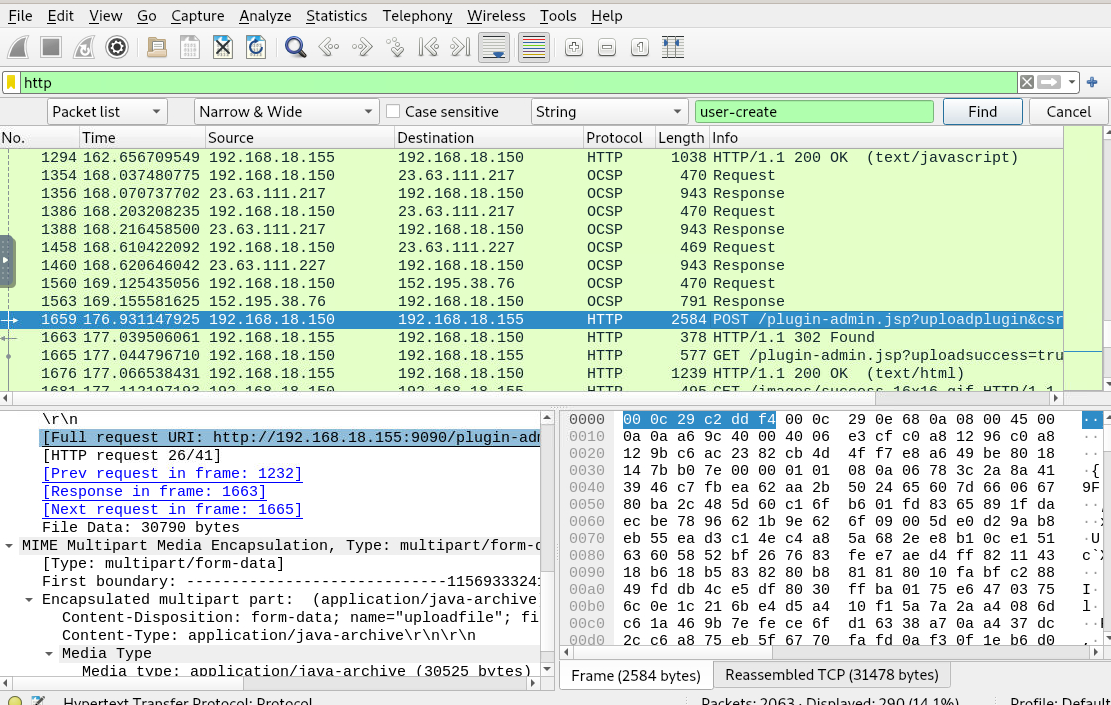 File Edit View Go Capture Analyze Statistics Telephony Wireless Tools Help
http
Packet list Narrow & Wide Case sensitive String user-create Find Cancel
No. Time Source Destination Protocol Length Info
1294 162.656709549 192.168.18.155 192.168.18.150 HTTP 1038 HTTP/1.1 200 OK (text/javascript)
1354 168.037480775 192.168.18.150 23.63.111.217 OCSP 470 Request
1356 168.070737702 23.63.111.217 192.168.18.150 OCSP 943 Response
1386 168.203208235 192.168.18.150 23.63.111.217 OCSP 470 Request
1388 168.216458500 23.63.111.217 192.168.18.150 OCSP 943 Response
1458 168.610422092 192.168.18.150 23.63.111.227 OCSP 469 Request
1460 168.620646042 23.63.111.227 192.168.18.150 OCSP 943 Response
1560 169.125435056 192.168.18.150 152.195.38.76 OCSP 470 Request
1563 169.155581625 152.195.38.76 192.168.18.150 OCSP 791 Response
1659 176.931147925 192.168.18.150 192.168.18.155 HTTP 2584 POST /plugin-admin.jsp?uploadplugin&csr
1663 177.039506061 192.168.18.155 192.168.18.150 HTTP 378 HTTP/1.1 302 Found
1665 177.044796710 192.168.18.150 192.168.18.155 HTTP 577 GET /plugin-admin.jsp?uploadsuccess=tru
1676 177.066538431 192.168.18.155 192.168.18.150 HTTP 1239 HTTP/1.1 200 OK (text/html)
1681 177.112197193 192.168.18.150 192.168.18.155 HTTP 495 GET /images/success-16x16.gif HTTP/1.1
\r\n
[Full request URI: http://192.168.18.155:9090/plugin-adm
[HTTP request 26/41]
[Prev request in frame: 1232]
[Response in frame: 1663]
[Next request in frame: 1665]
File Data: 30790 bytes
MIME Multipart Media Encapsulation, Type: multipart/form-d
[Type: multipart/form-data]
First boundary: -----------------------------11569333241
Encapsulated multipart part: (application/java-archive
Content-Disposition: form-data; name="uploadfile"; fi
Content-Type: application/java-archive\r\n\r\n
Media Type
Media type: application/java-archive (30525 bytes)
0000 00 0c 29 c2 dd f4 00 0c 29 0e 68 0a 08 00 45 00 ··
0010 0a 0a a6 9c 40 00 40 06 e3 cf c0 a8 12 96 c0 a8 ··
0020 12 9b c6 ac 23 82 cb 4d 4f f7 e8 a6 49 be 80 18 ··
0030 14 7b b0 7e 00 00 01 01 08 0a 06 78 3c 2a 8a 41 ·{
0040 39 46 c7 fb ea 62 aa 2b 50 24 65 60 7d 66 06 67 9F
0050 80 ba 2c 48 5d 60 c1 6f b6 01 fd 83 65 89 1f da ··
0060 ec be 78 96 62 1b 9e 62 6f 09 00 5d e0 d2 9a b8 ··
0070 eb 55 ea d3 c1 4e c4 a8 5a 68 2e e8 b1 0c e1 51 ·U
0080 63 60 58 52 bf 26 76 83 fe e7 ae d4 ff 82 11 43 c`
0090 18 b6 18 b5 83 82 80 b8 81 81 80 10 fa bf c2 88 ··
00a0 49 fd db 4c e5 df 80 30 ff ba 01 75 e6 47 03 75 I·
00b0 6c 0e 1c 21 6b e4 d5 a4 10 f1 5a 7a 2a a4 08 6d l·
00c0 c6 1a 46 9b 7e fe ce 6f d1 63 38 a7 0a a4 37 dc ··
00d0 2c c6 a8 75 eb 5f 67 70 fa fd 0a f3 0f 1e b6 d0 ,·
Frame (2584 bytes) Reassembled TCP (31478 bytes)
Hypertext Transfer Protocol: Protocol Packets: 2063 · Displayed: 290 (14.1%) Profile: Default